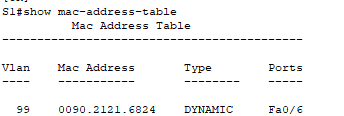 S1#show mac-address-table
Mac Address Table
-------------------------------------------
Vlan    Mac Address       Type        Ports
----    -----------       --------    -----
99    0090.2121.6824    DYNAMIC     Fa0/6